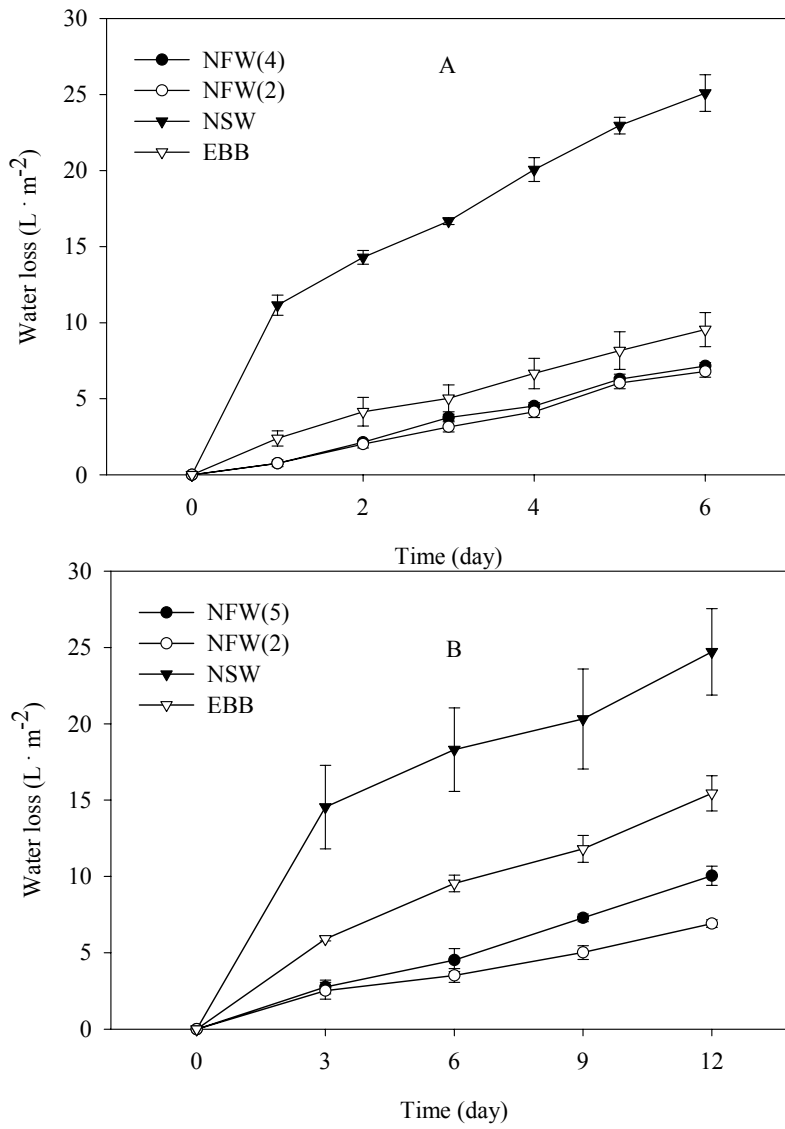 30
25
20
15
10
5
0
Water loss (L · m-2)
NFW(4)
NFW(2)
NSW
EBB
A
0 2 4 6
Time (day)
30
25
20
15
10
5
0
Water loss (L · m-2)
NFW(5)
NFW(2)
NSW
EBB
B
0 3 6 9 12
Time (day)